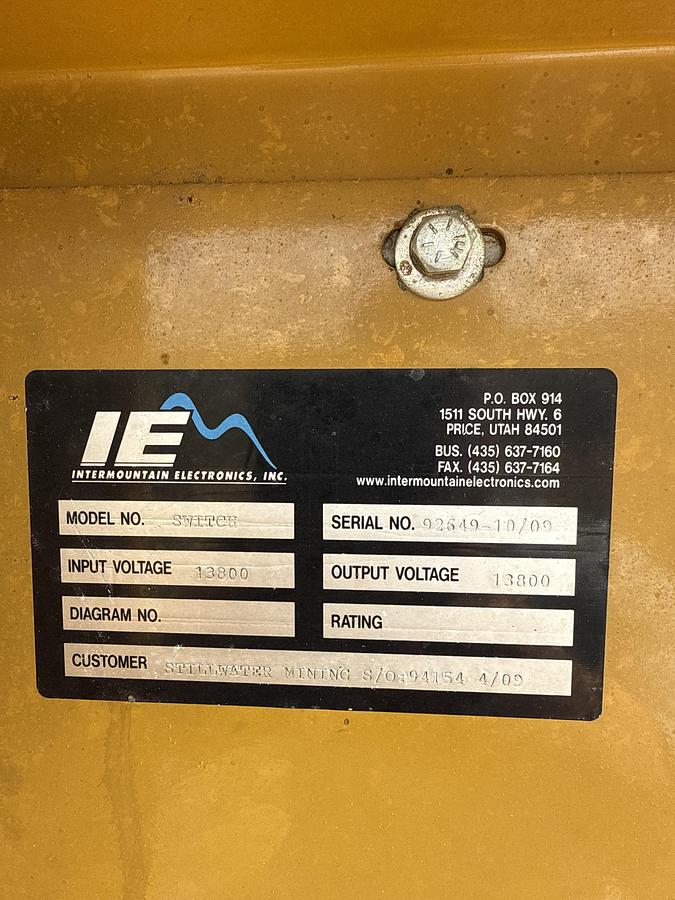 IE
INTERMOUNTAIN ELECTRONICS, INC.
P.O. BOX 914
1511 SOUTH HWY. 6
PRICE, UTAH 84501
BUS. (435) 637-7160
FAX. (435) 637-7164
www.intermountainelectronics.com
MODEL NO. SWITCH
SERIAL NO. 92649-10/09
INPUT VOLTAGE 13800
OUTPUT VOLTAGE 13800
DIAGRAM NO.
RATING
CUSTOMER STILLWATER MINING S/O:94154 4/09